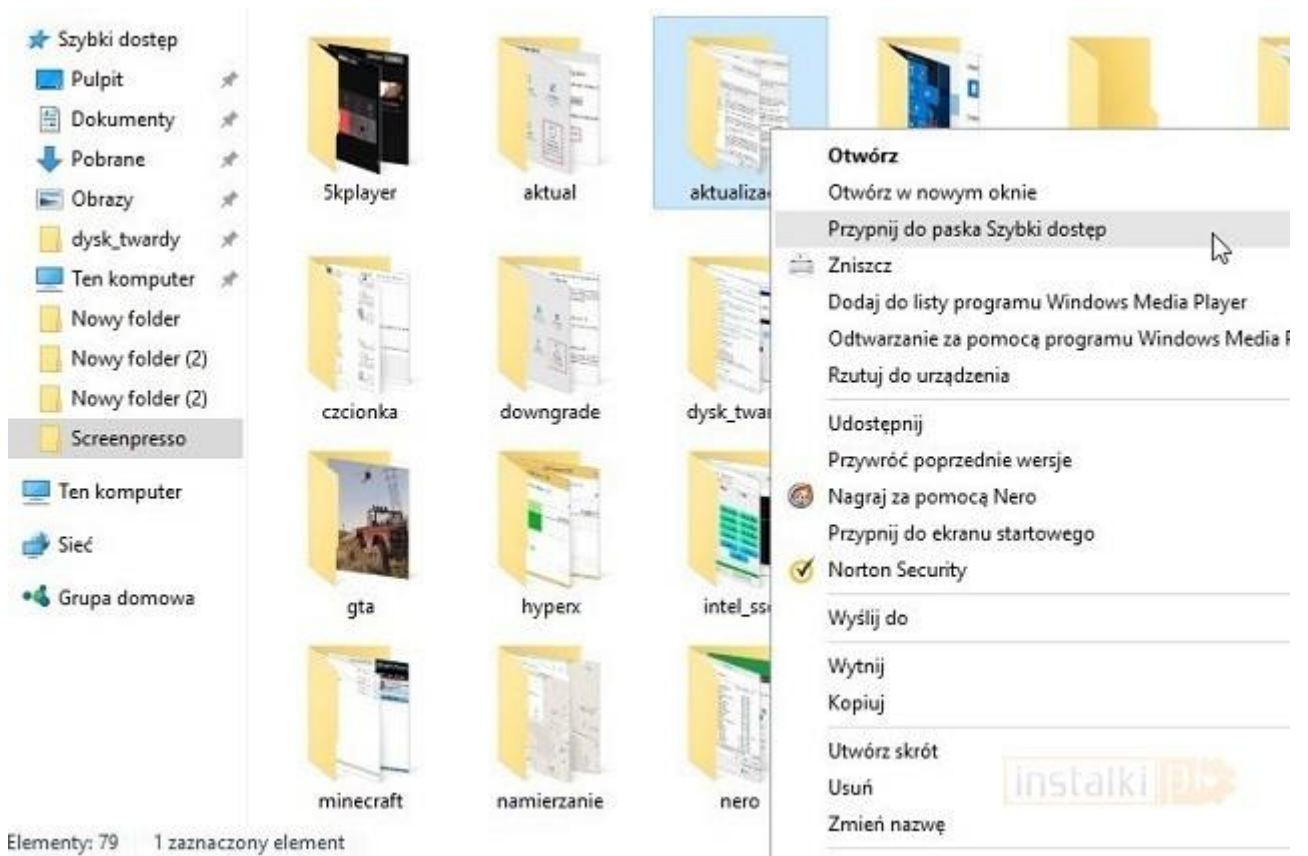 Szybki dostęp
Pulpit
Dokumenty
Pobrane
Obrazy
dysk_twardy
Ten komputer
Nowy folder
Nowy folder (2)
Nowy folder (2)
Screenpresso
Ten komputer
Sieć
Grupa domowa
5kplayer
aktual
aktualizac
czcionka
downgrade
dysk_twar
gta
hyperx
intel_ss
minecraft
namierzanie
nero
Otwórz
Otwórz w nowym oknie
Przypnij do paska Szybki dostęp
Zniszcz
Dodaj do listy programu Windows Media Player
Odtwarzanie za pomocą programu Windows Media P
Rzutuj do urządzenia
Udostępnij
Przywróć poprzednie wersje
Nagraj za pomocą Nero
Przypnij do ekranu startowego
Norton Security
Wyślij do
Wytnij
Kopiuj
Utwórz skrót
Usuń
Zmień nazwę
instalki pl
Elementy: 79 1 zaznaczony element